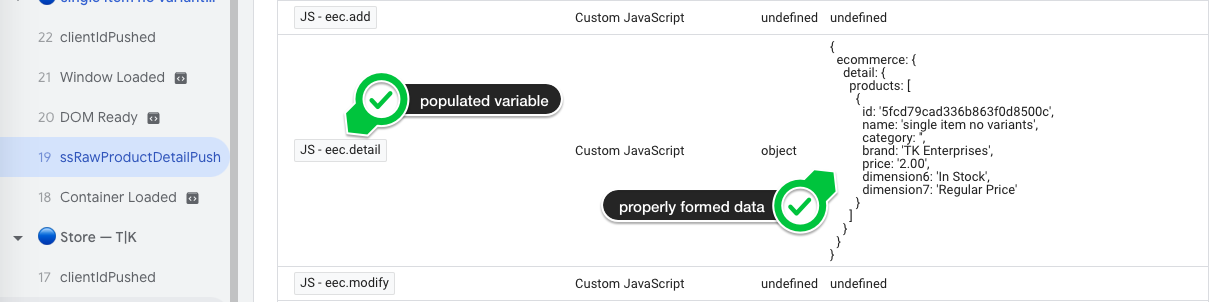 single item no variant...
22 clientIdPushed
21 Window Loaded
20 DOM Ready
19 ssRawProductDetailPush
18 Container Loaded
Store — T|K
17 clientIdPushed
JS - eec.add Custom JavaScript undefined undefined
populated variable
JS - eec.detail Custom JavaScript object
{
ecommerce: {
detail: {
products: [
{
id: '5fcd79cad336b863f0d8500c',
name: 'single item no variants',
category: '',
brand: 'TK Enterprises',
price: '2.00',
dimension6: 'In Stock',
dimension7: 'Regular Price'
}
]
}
}
}
properly formed data
JS - eec.modify Custom JavaScript undefined undefined